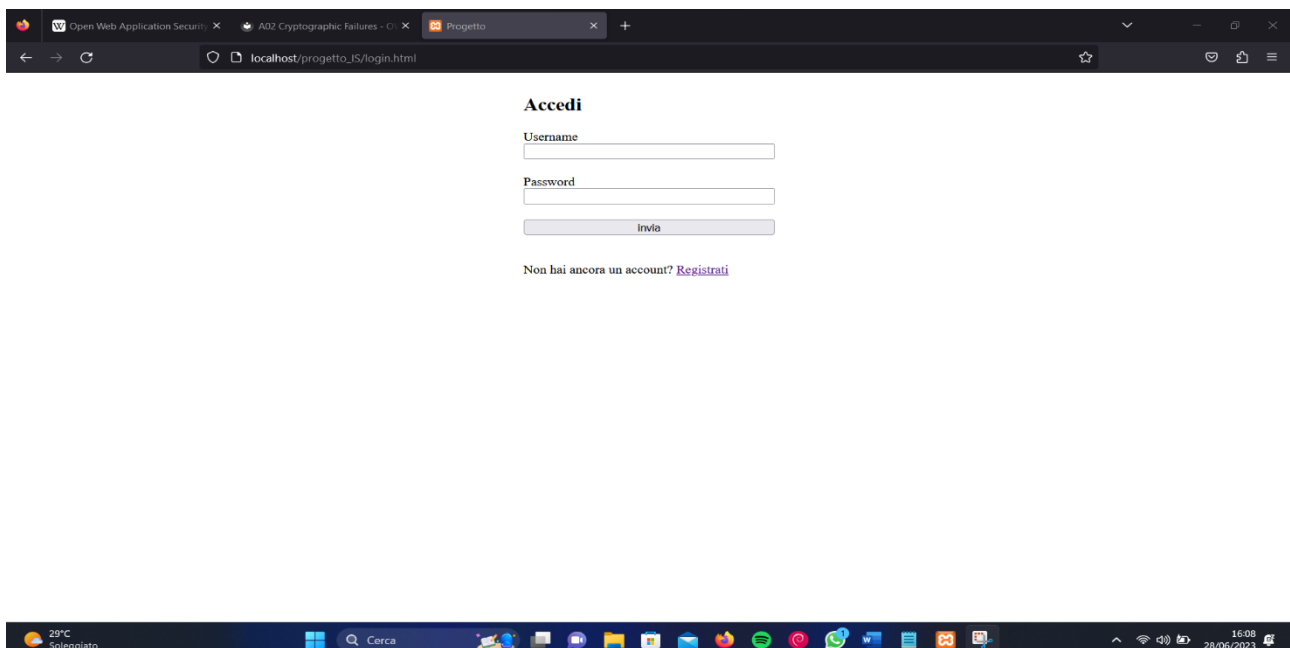 Open Web Application Security
A02 Cryptographic Failures - O
Progetto
localhost/progetto_IS/login.html
Accedi
Username
Password
Invia
Non hai ancora un account? Registrati
29°C
Soleggiato
Cerca
1
16:08
28/06/2023